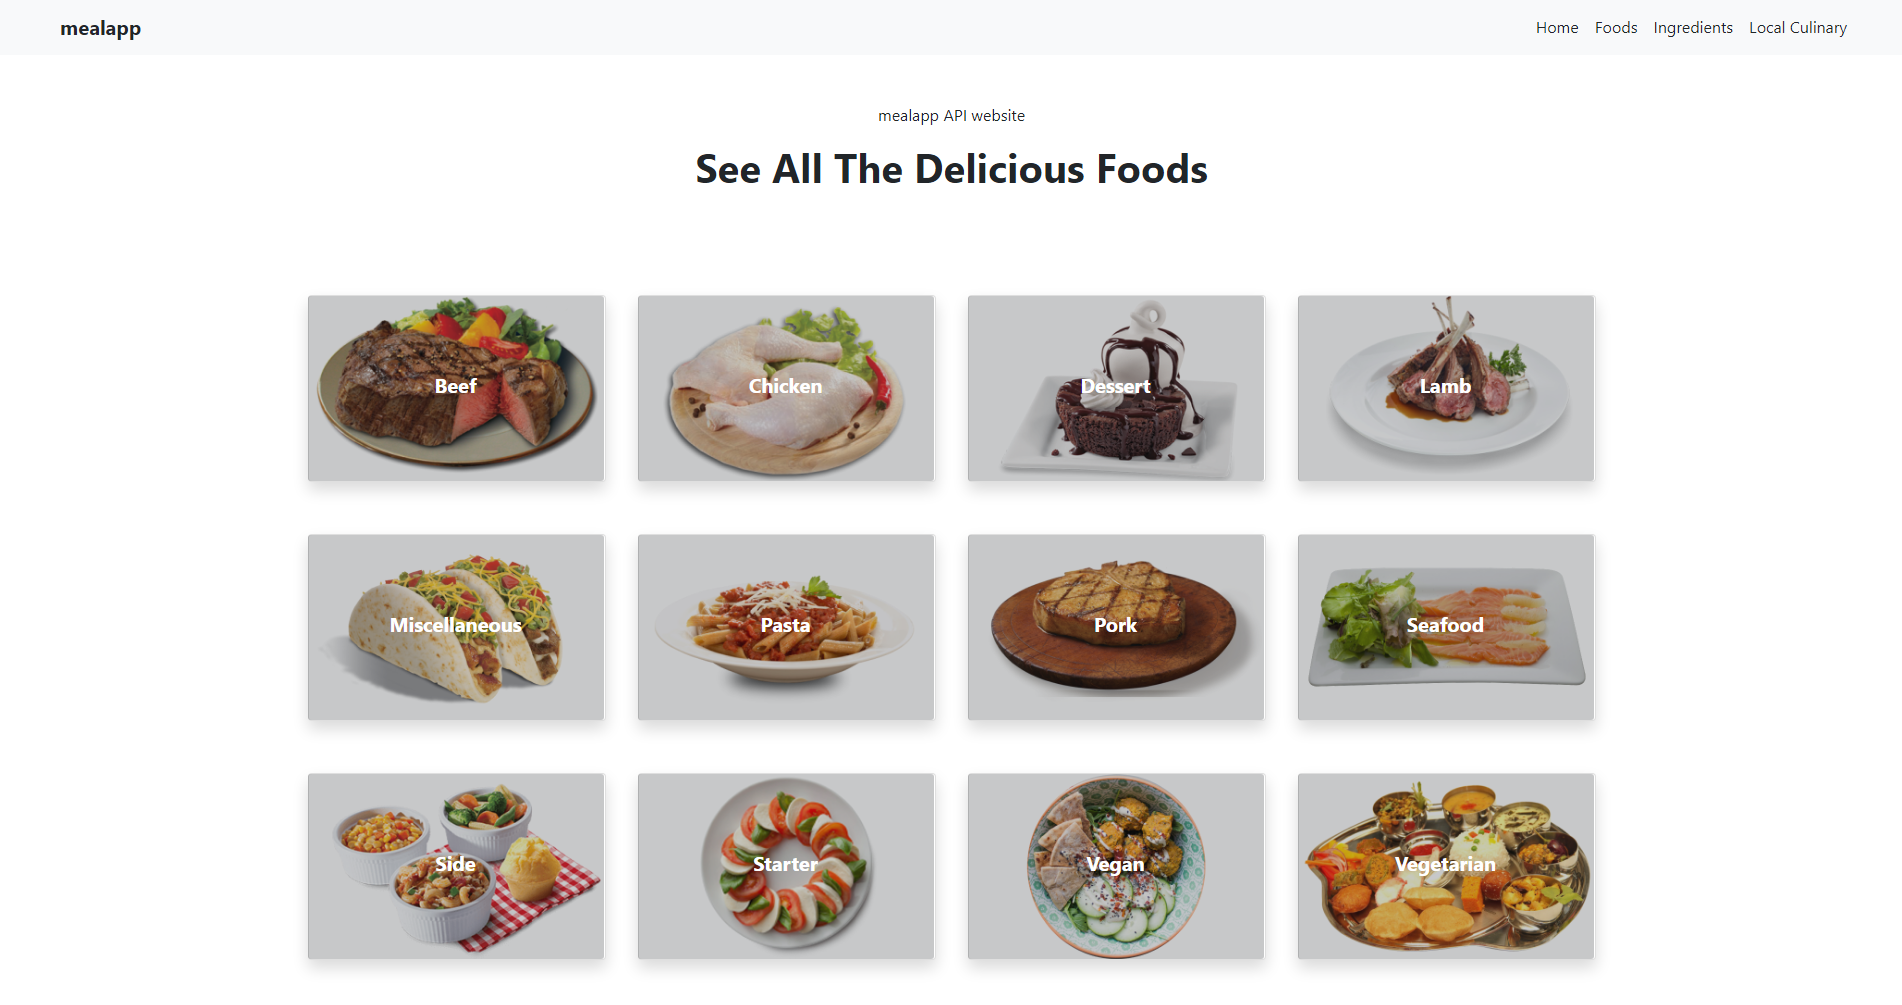 mealapp
Home Foods Ingredients Local Culinary
mealapp API website
See All The Delicious Foods
Beef
Chicken
Dessert
Lamb
Miscellaneous
Pasta
Pork
Seafood
Side
Starter
Vegan
Vegetarian